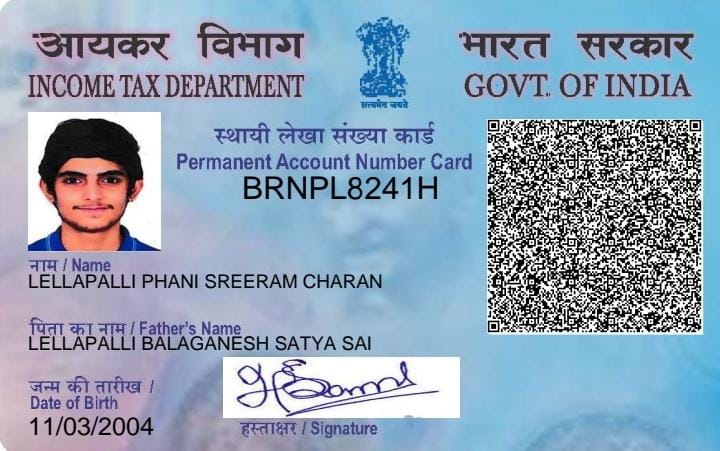 आयकर विभाग
INCOME TAX DEPARTMENT
सत्यमेव जयते
भारत सरकार
GOVT. OF INDIA
स्थायी लेखा संख्या कार्ड
Permanent Account Number Card
BRNPL8241H
नाम / Name
LELLAPALLI PHANI SREERAM CHARAN
पिता का नाम / Father's Name
LELLAPALLI BALAGANESH SATYA SAI
जन्म की तारीख /
Date of Birth
11/03/2004
हस्ताक्षर / Signature